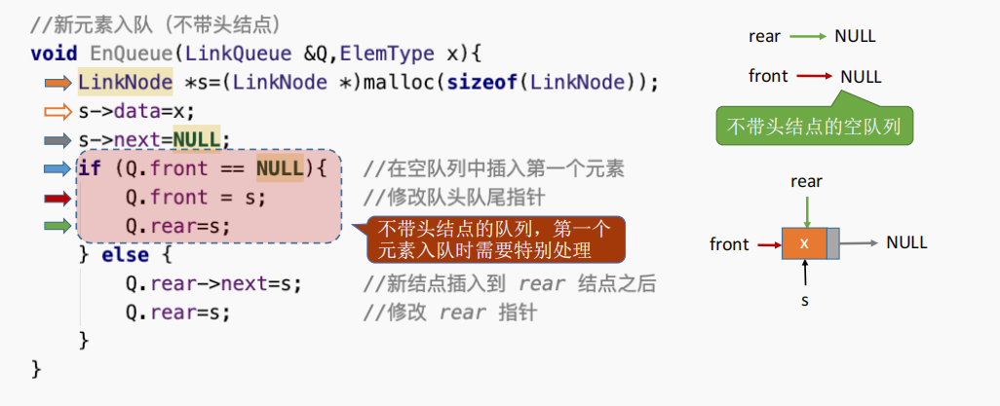 //新元素入队（不带头结点）
void EnQueue(LinkQueue &Q,ElemType x){
LinkNode *s=(LinkNode *)malloc(sizeof(LinkNode));
s->data=x;
s->next=NULL;
if (Q.front == NULL){ //在空队列中插入第一个元素
Q.front = s; //修改队头队尾指针
Q.rear=s;
不带头结点的队列，第一个
元素入队时需要特别处理
} else {
Q.rear->next=s; //新结点插入到 rear 结点之后
Q.rear=s; //修改 rear 指针
}
}
rear NULL
front NULL
不带头结点的空队列
rear
front x NULL
s